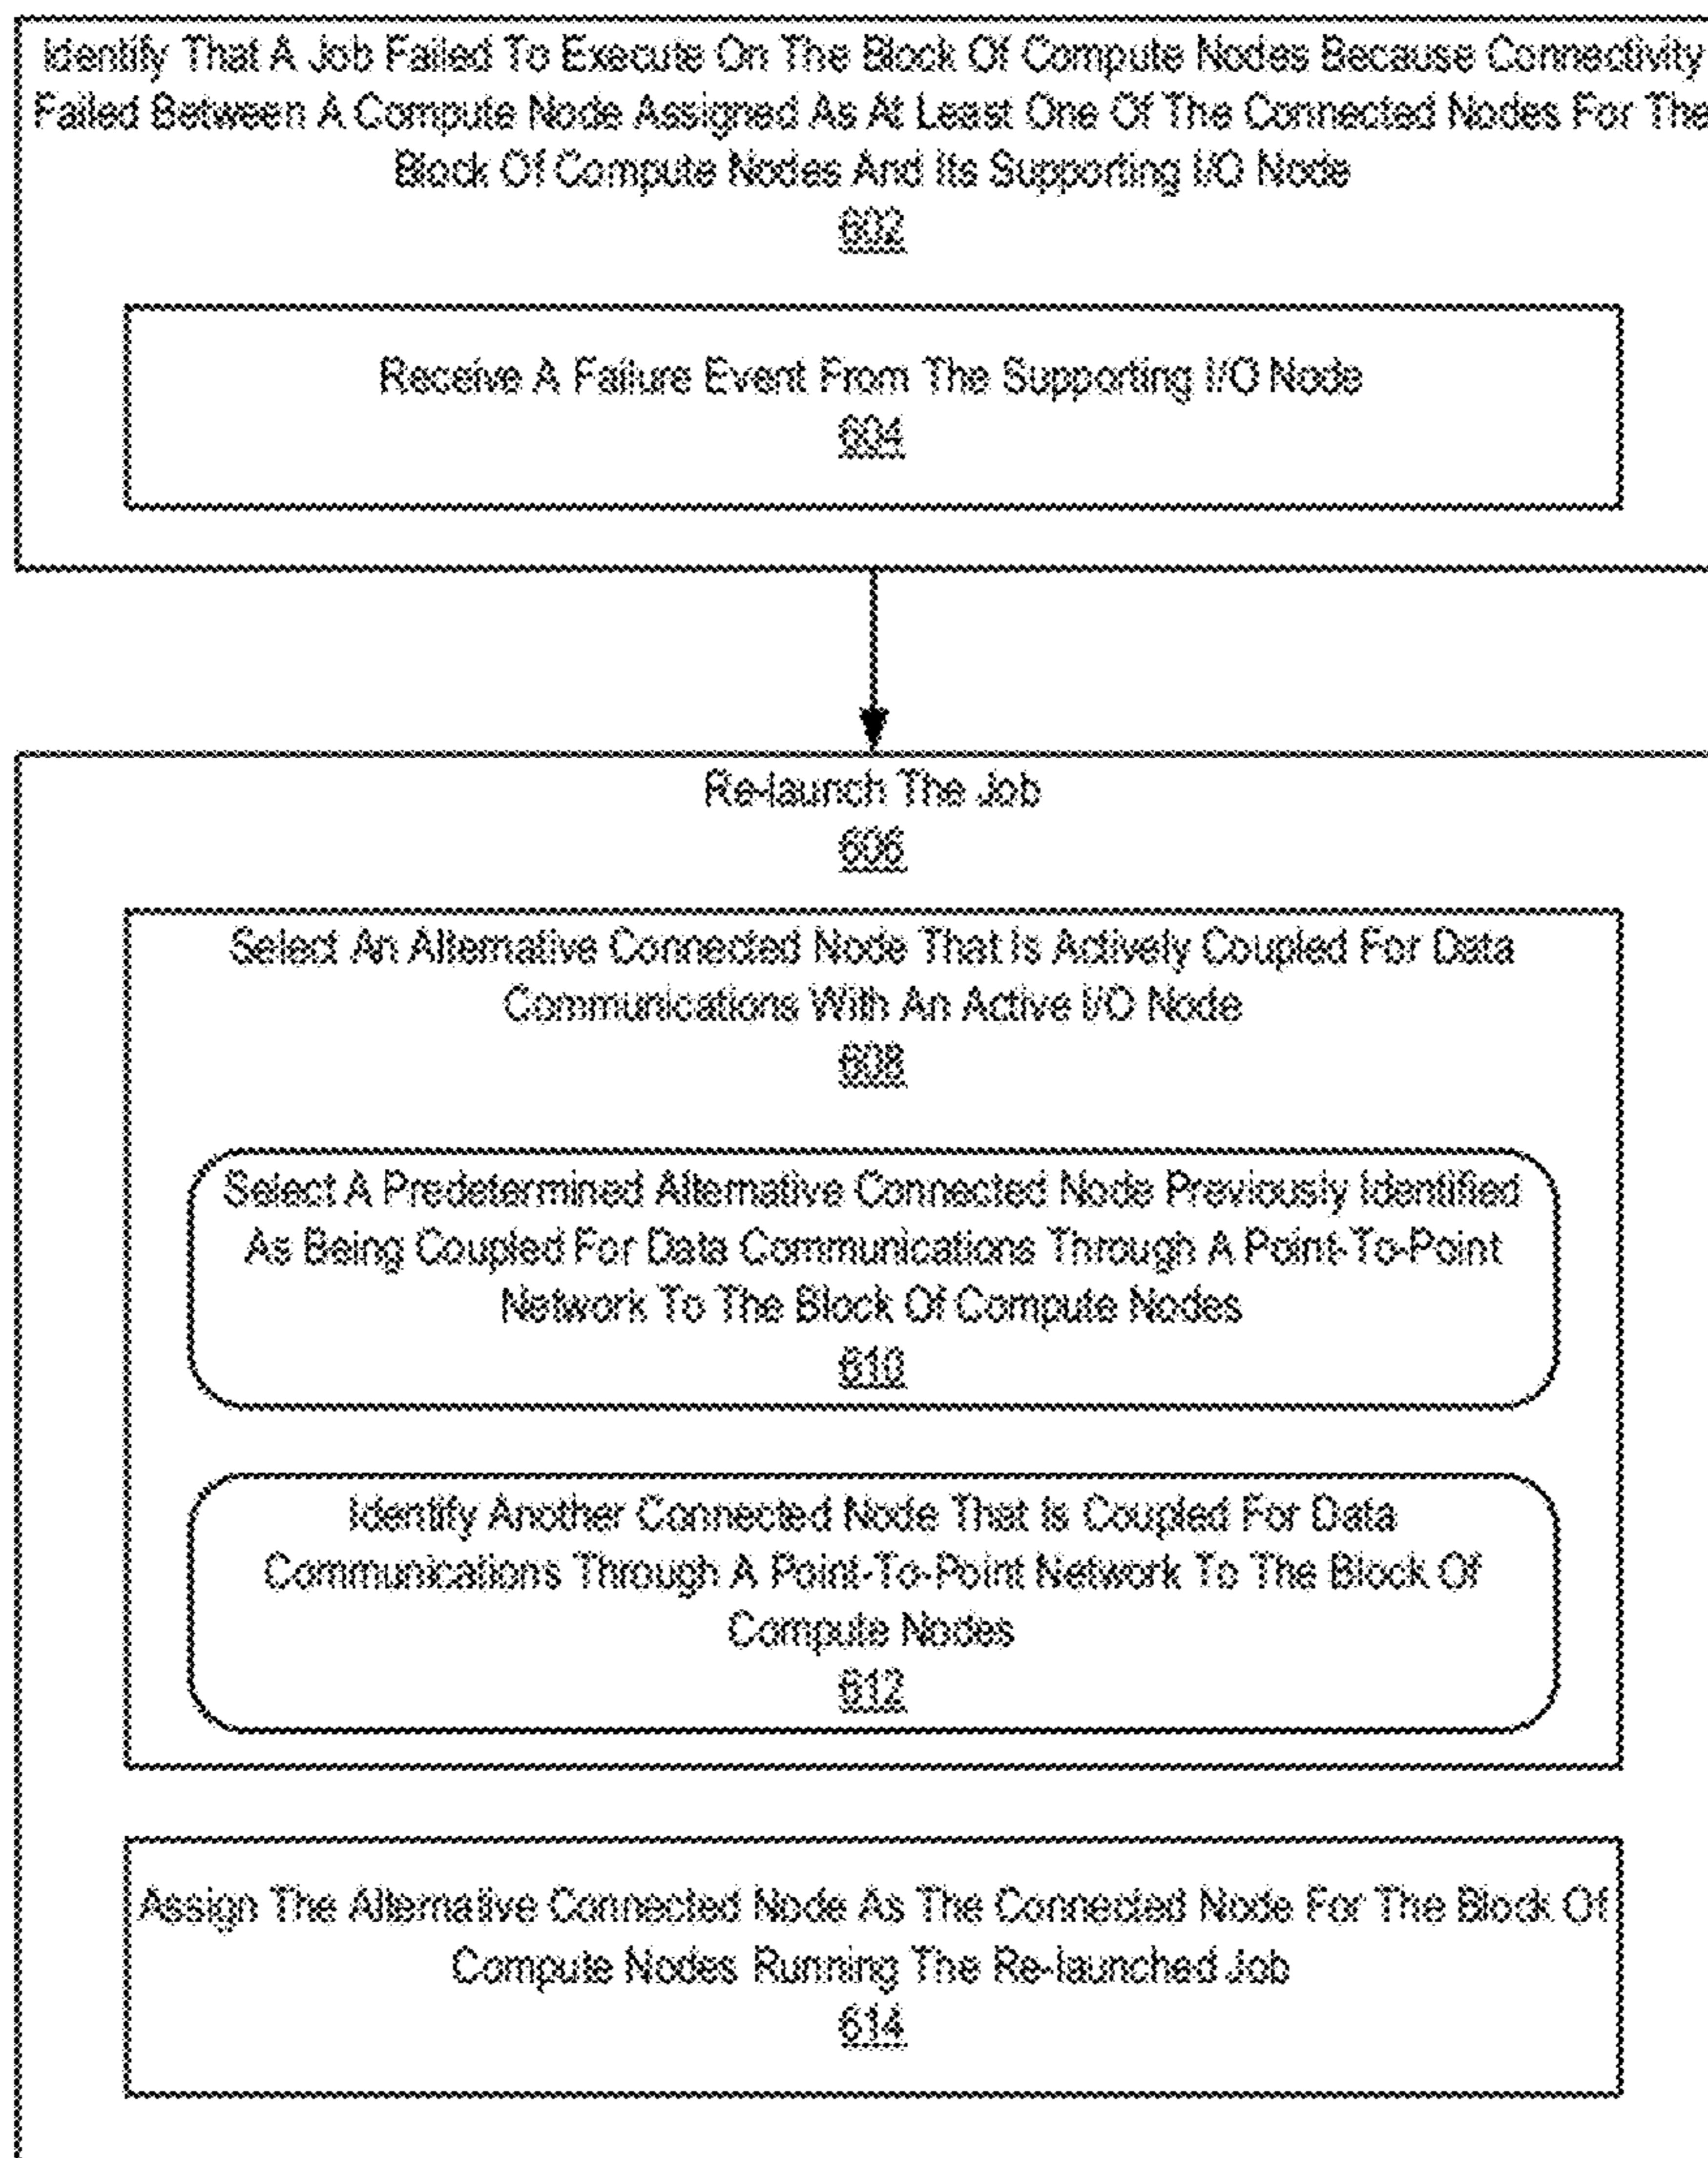 Identify That A Job Failed To Execute On The Block Of Compute Nodes Because Connectivity
Failed Between A Compute Node Assigned As At Least One Of The Connected Nodes For The
Block Of Compute Nodes And Its Supporting I/O Node
602
Receive A Failure Event From The Supporting I/O Node
604
Re-launch The Job
606
Select An Alternative Connected Node That Is Actively Coupled For Data
Communications With An Active I/O Node
608
Select A Predetermined Alternative Connected Node Previously Identified
As Being Coupled For Data Communications Through A Point-To-Point
Network To The Block Of Compute Nodes
610
Identify Another Connected Node That Is Coupled For Data
Communications Through A Point-To-Point Network To The Block Of
Compute Nodes
612
Assign The Alternative Connected Node As The Connected Node For The Block Of
Compute Nodes Running The Re-launched Job
614